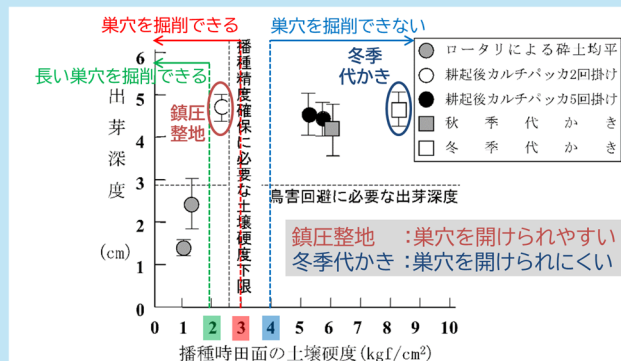 巣穴を掘削できる
巣穴を掘削できない
長い巣穴を掘削できる
冬季
代かき
鎮圧
整地
播種精度確保に必要な土壌硬度下限
ロータリによる砕土均平
耕起後カルチパッカ2回掛け
耕起後カルチパッカ5回掛け
秋季代かき
冬季代かき
鳥害回避に必要な出芽深度
鎮圧整地 :巣穴を開けられやすい
冬季代かき:巣穴を開けられにくい
出芽深度
(cm)
6
5
4
3
2
1
0
0 1 2 3 4 5 6 7 8 9 10
播種時田面の土壌硬度(kgf/cm²)